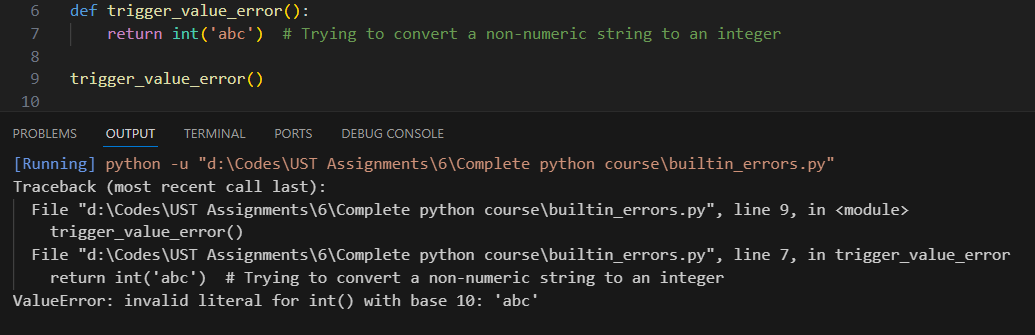 6 def trigger_value_error():
7     return int('abc')  # Trying to convert a non-numeric string to an integer
8
9 trigger_value_error()
10
PROBLEMS OUTPUT TERMINAL PORTS DEBUG CONSOLE
[Running] python -u "d:\Codes\UST Assignments\6\Complete python course\builtin_errors.py"
Traceback (most recent call last):
  File "d:\Codes\UST Assignments\6\Complete python course\builtin_errors.py", line 9, in <module>
    trigger_value_error()
  File "d:\Codes\UST Assignments\6\Complete python course\builtin_errors.py", line 7, in trigger_value_error
    return int('abc')  # Trying to convert a non-numeric string to an integer
ValueError: invalid literal for int() with base 10: 'abc'